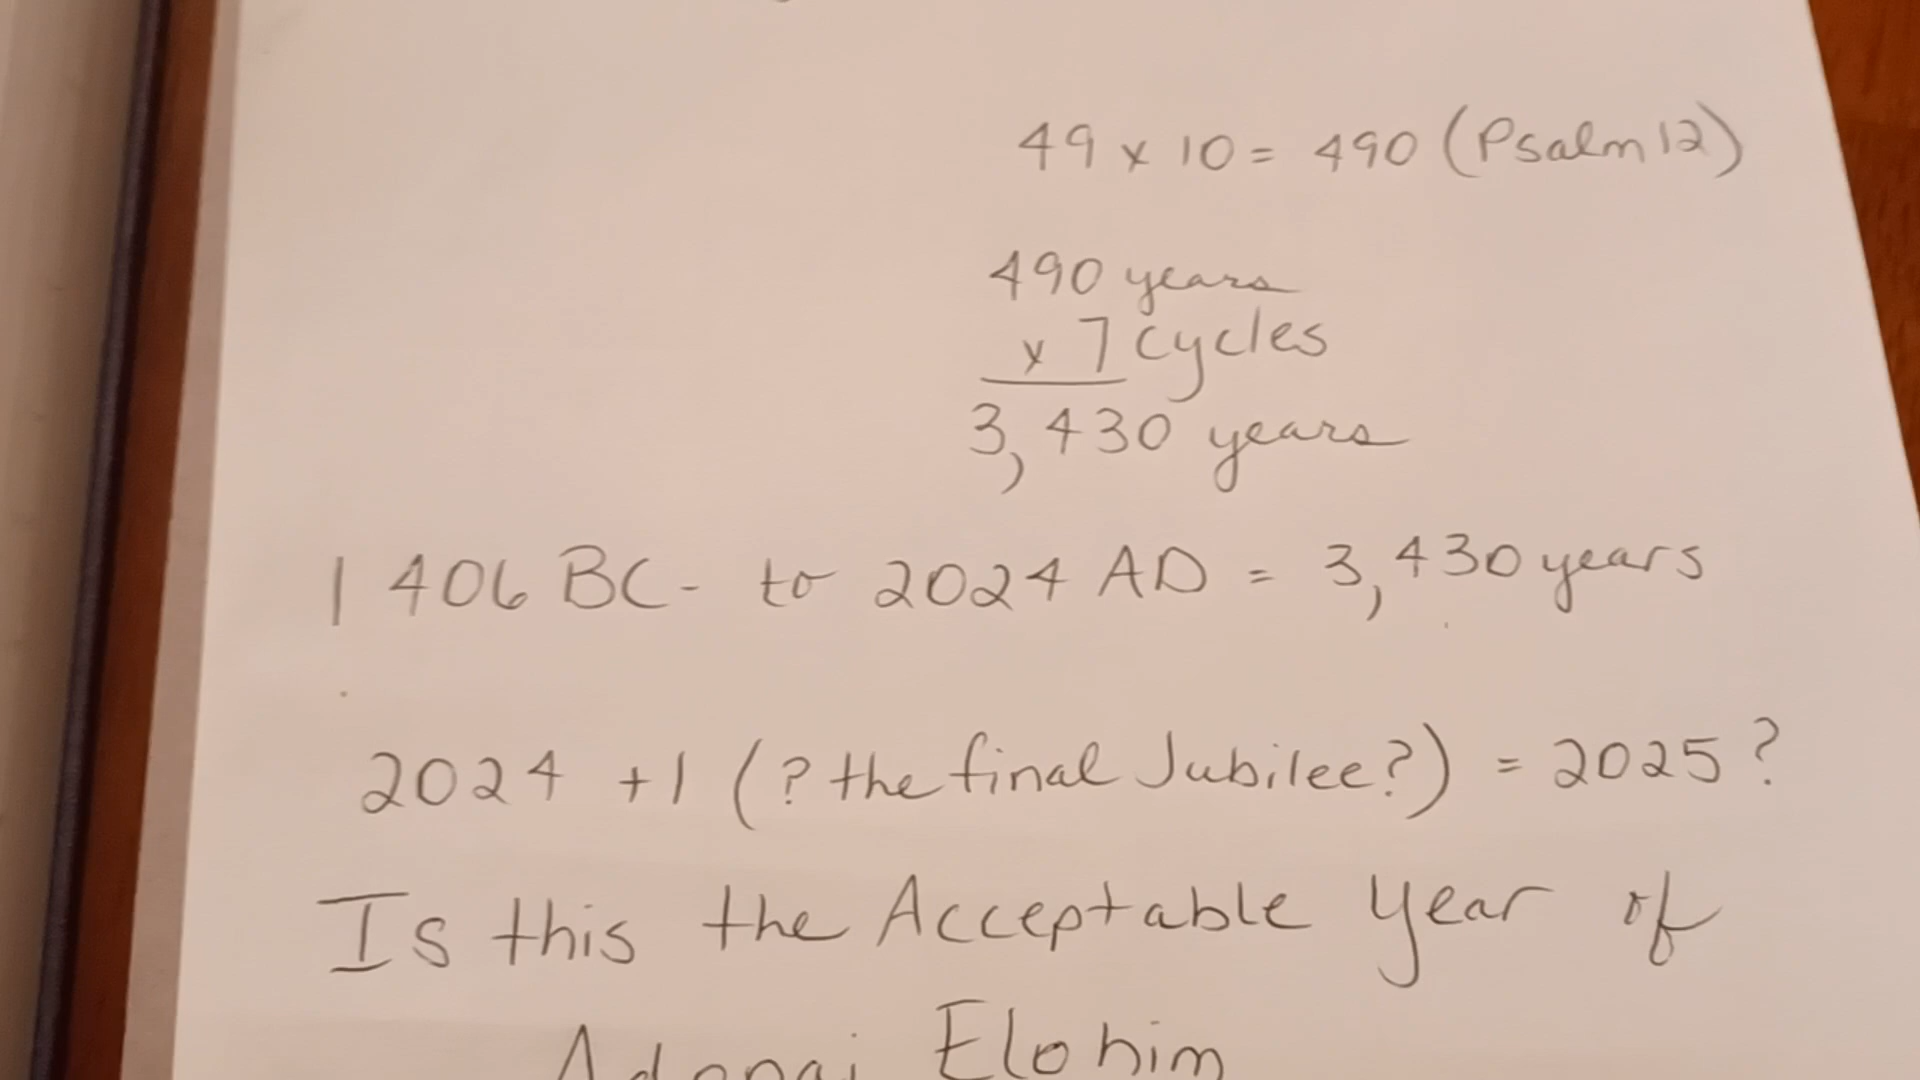 49 x 10 = 490 (Psalm 12)
490 years
x 7 cycles
3,430 years
1406 BC - to 2024 AD = 3,430 years
2024 +1 (? the final Jubilee?) = 2025?
Is this the Acceptable Year of
Adonai Elohim